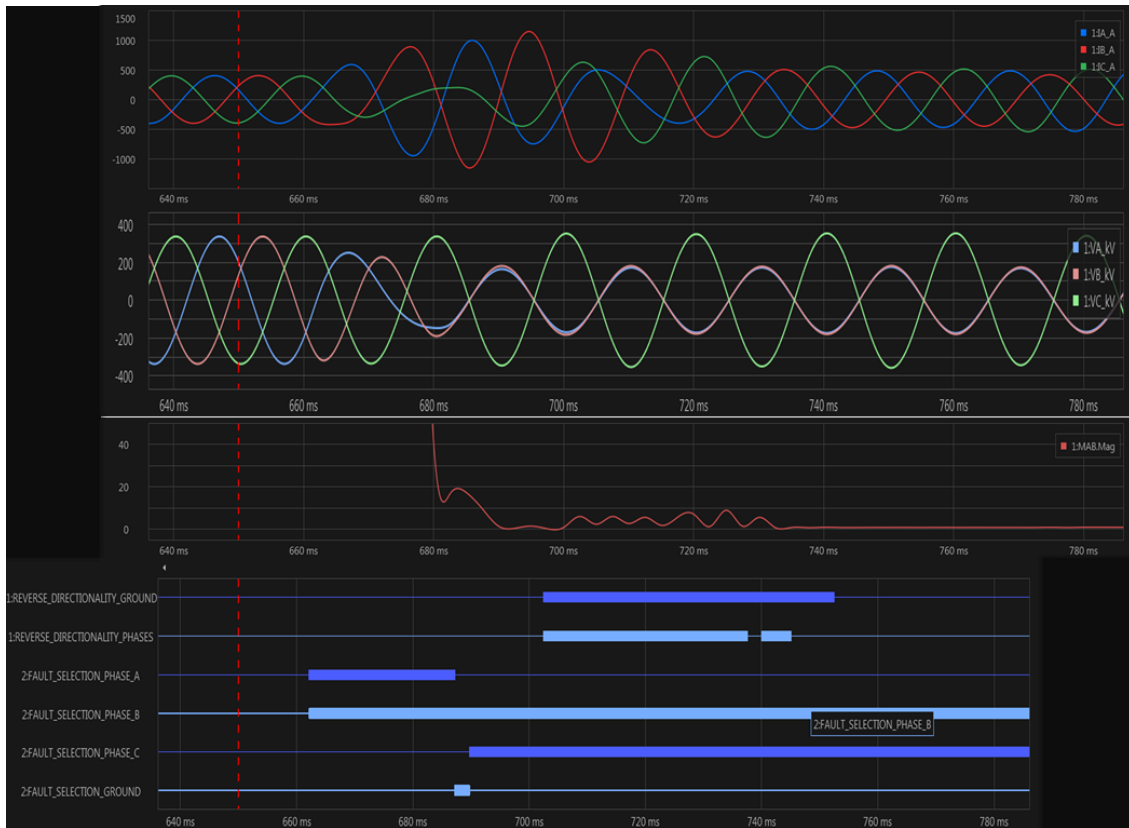 1500
1000
500
0
-500
-1000
1:IA_A
1:IB_A
1:IC_A
640 ms 660 ms 680 ms 700 ms 720 ms 740 ms 760 ms 780 ms
400
200
0
-200
-400
1:VA_kV
1:VB_kV
1:VC_kV
640 ms 660 ms 680 ms 700 ms 720 ms 740 ms 760 ms 780 ms
40
20
0
1:MAB.Mag
640 ms 660 ms 680 ms 700 ms 720 ms 740 ms 760 ms 780 ms
1:REVERSE_DIRECTIONALITY_GROUND
1:REVERSE_DIRECTIONALITY_PHASES
2:FAULT_SELECTION_PHASE_A
2:FAULT_SELECTION_PHASE_B
2:FAULT_SELECTION_PHASE_B
2:FAULT_SELECTION_PHASE_C
2:FAULT_SELECTION_GROUND
640 ms 660 ms 680 ms 700 ms 720 ms 740 ms 760 ms 780 ms